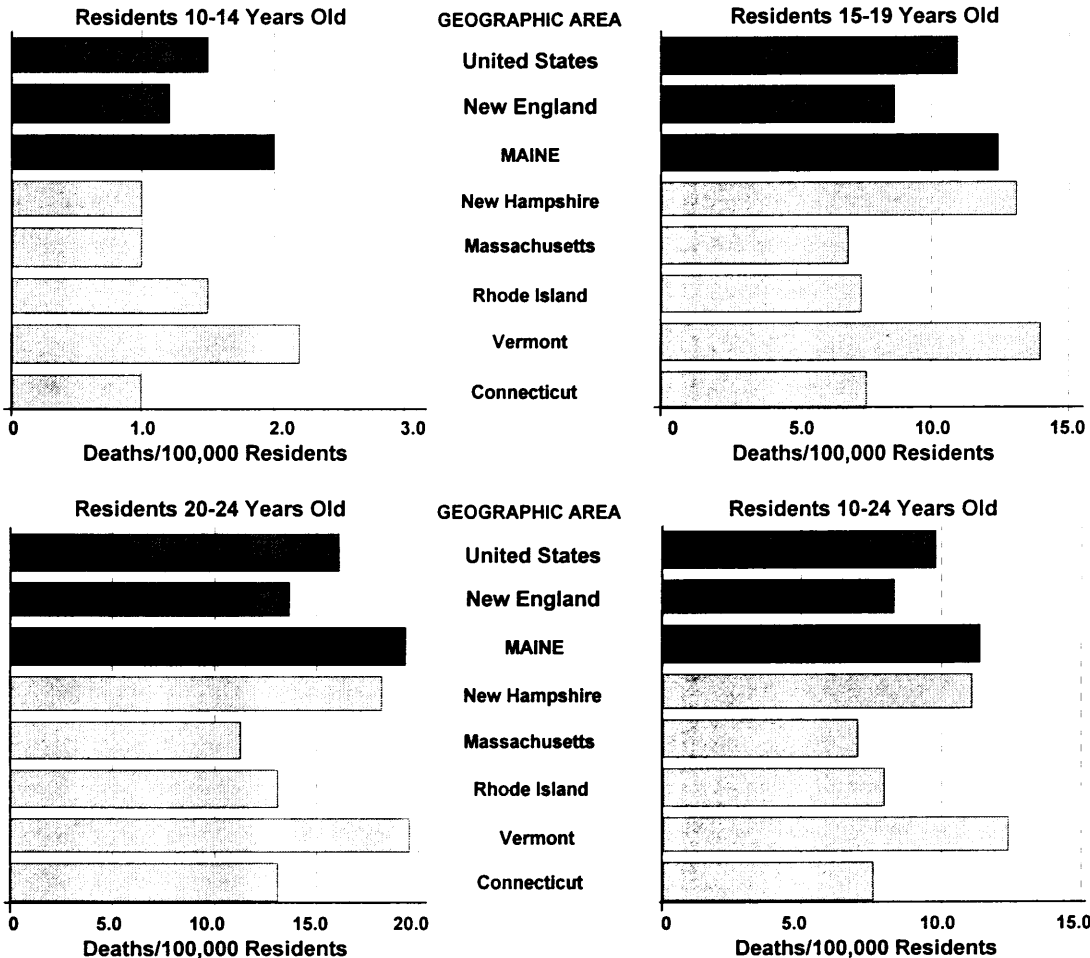 Residents 10-14 Years Old
GEOGRAPHIC AREA
Residents 15-19 Years Old
United States
New England
MAINE
New Hampshire
Massachusetts
Rhode Island
Vermont
Connecticut
0 1.0 2.0 3.0
Deaths/100,000 Residents
0 5.0 10.0 15.0
Deaths/100,000 Residents
Residents 20-24 Years Old
GEOGRAPHIC AREA
Residents 10-24 Years Old
United States
New England
MAINE
New Hampshire
Massachusetts
Rhode Island
Vermont
Connecticut
0 5.0 10.0 15.0 20.0
Deaths/100,000 Residents
0 5.0 10.0 15.0
Deaths/100,000 Residents